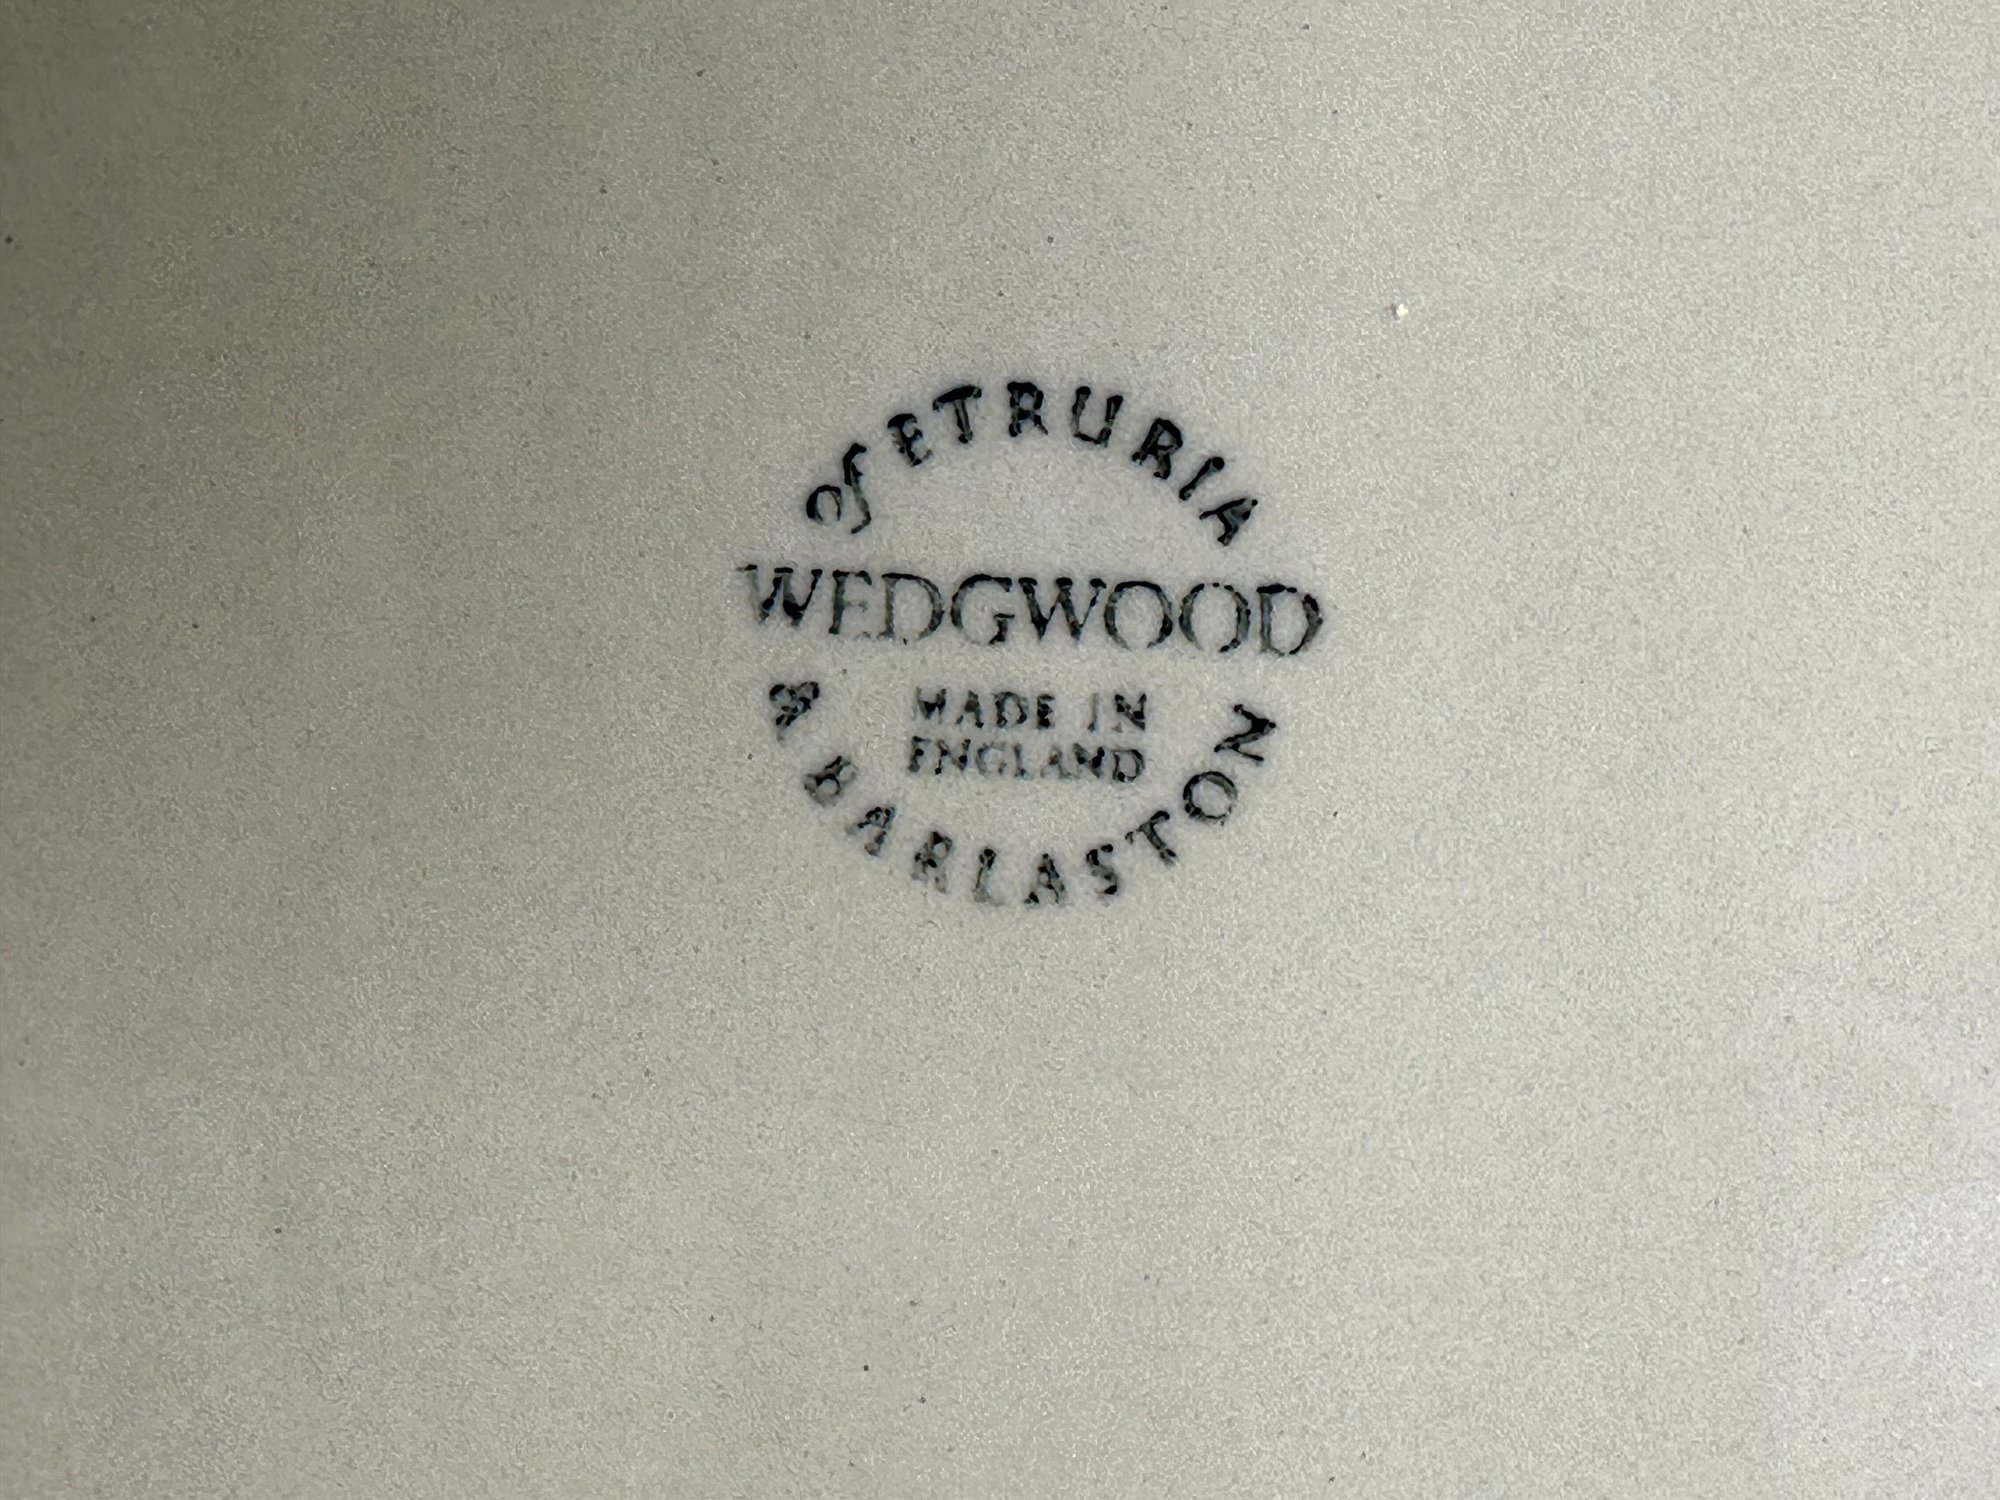 of ETRURIA
WEDGWOOD
MADE IN
ENGLAND
& BARLASTON